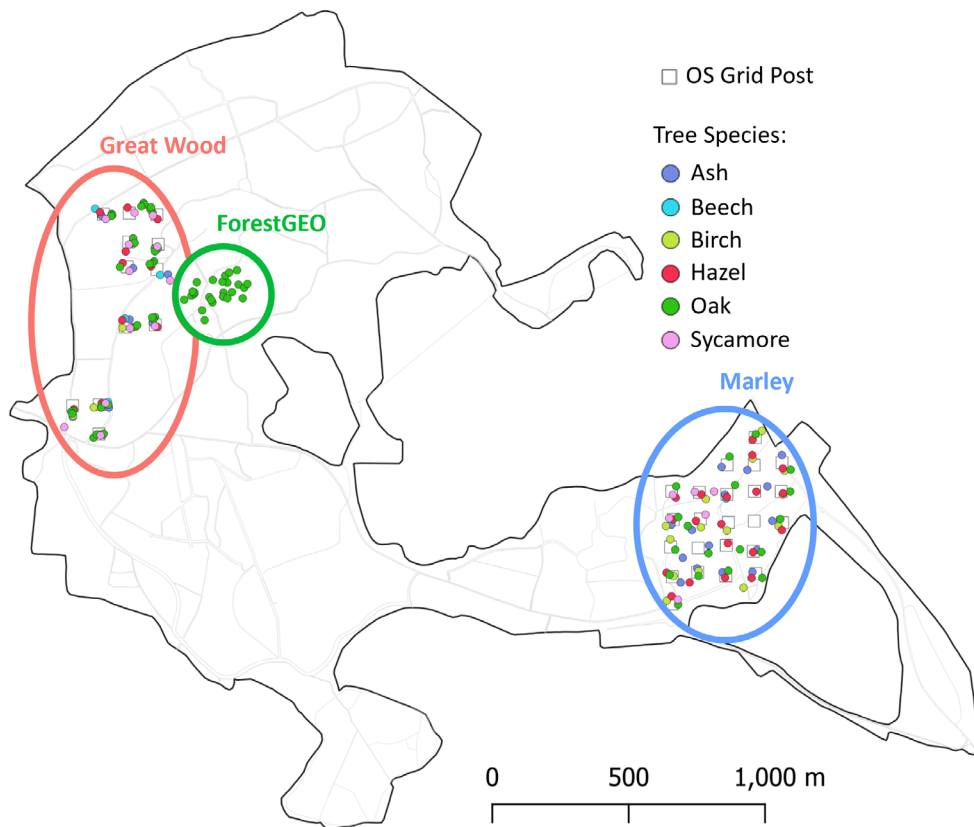 OS Grid Post
Tree Species:
Great Wood
Ash
Beech
ForestGEO
Birch
Hazel
Oak
Sycamore
Marley
0 500 1,000 m